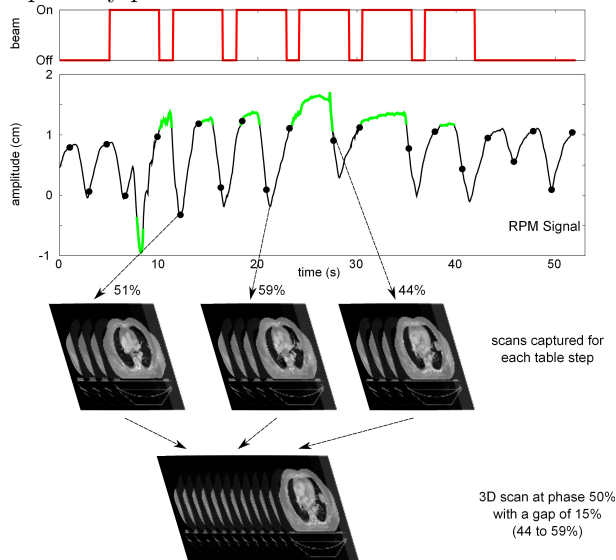 On
beam
Off
2
1
amplitude (cm)
0
-1
RPM Signal
0 10 20 30 40 50
time (s)
51% 59% 44%
scans captured for
each table step
3D scan at phase 50%
with a gap of 15%
(44 to 59%)